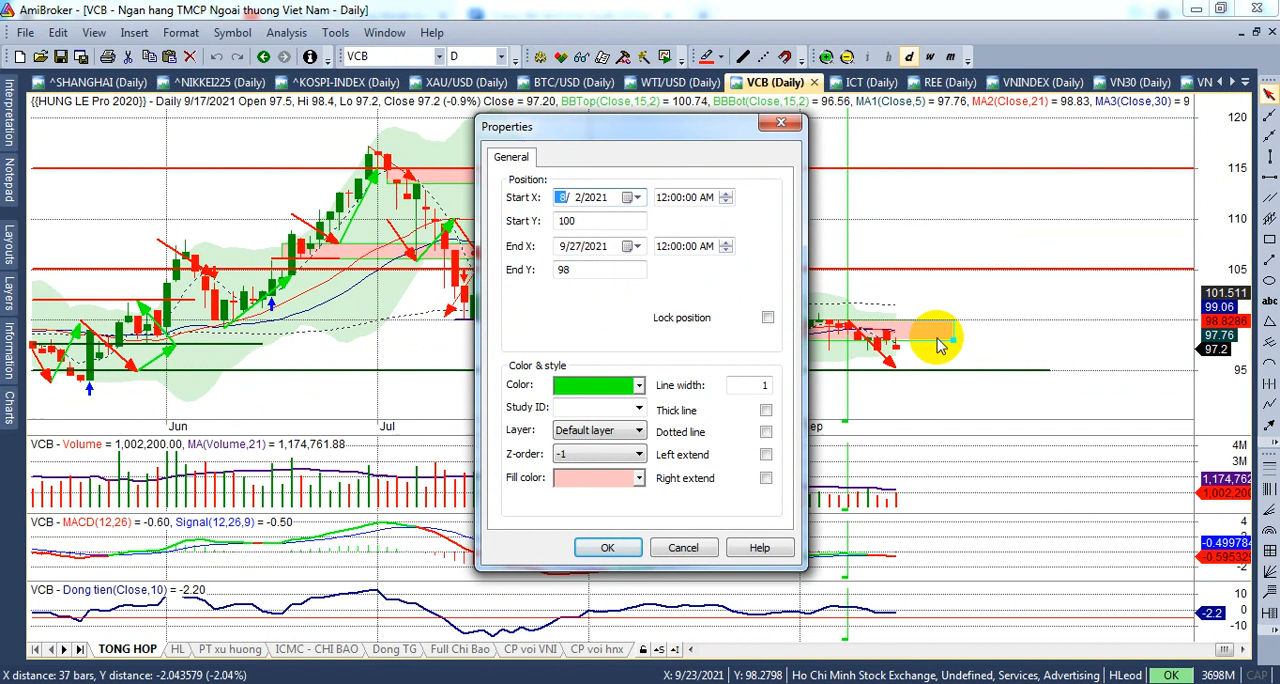 AmiBroker - [VCB - Ngan hang TMCP Ngoai thuong Viet Nam - Daily]
File Edit View Insert Format Symbol Analysis Tools Window Help
VCB D i h d w m
^SHANGHAI (Daily) ^NIKKEI225 (Daily) ^KOSPI-INDEX (Daily) XAU/USD (Daily) BTC/USD (Daily) WTI/USD (Daily) VCB (Daily) ICT (Daily) REE (Daily) VNINDEX (Daily) VN30 (Daily) VN
{{HUNG LE Pro 2020}} - Daily 9/17/2021 Open 97.5, Hi 98.4, Lo 97.2, Close 97.2 (-0.9%) Close = 97.20, BBTop(Close,15,2) = 100.74, BBBot(Close,15,2) = 96.56, MA1(Close,5) = 97.76, MA2(Close,21) = 98.83, MA3(Close,30) = 9
Interpretation
Notepad
Layouts
Layers
Information
Charts
120
115
110
105
101.511
99.06
98.8286
97.76
97.2
95
Properties
General
Position:
Start X: 8/ 2/2021 12:00:00 AM
Start Y: 100
End X: 9/27/2021 12:00:00 AM
End Y: 98
Lock position
Color & style
Color: Line width: 1
Study ID: Thick line
Layer: Default layer Dotted line
Z-order: -1 Left extend
Fill color: Right extend
OK Cancel Help
Jun Jul ep
VCB - Volume = 1,002,200.00, MA(Volume,21) = 1,174,761.88
4M
3M
1,174,762
1,002,200
VCB - MACD(12,26) = -0.60, Signal(12,26,9) = -0.50
4
2
-0.499784
-0.595335
-2
VCB - Dong tien(Close,10) = -2.20
10
0
-2.2
-10
TONG HOP HL PT xu huong ICMC - CHI BAO Dong TG Full Chi Bao CP voi VNI CP voi hnx
abc
X distance: 37 bars, Y distance: -2.043579 (-2.04%) X: 9/23/2021 Y: 98.2798 Ho Chi Minh Stock Exchange, Undefined, Services, Advertising HLeod OK 3698M CAP